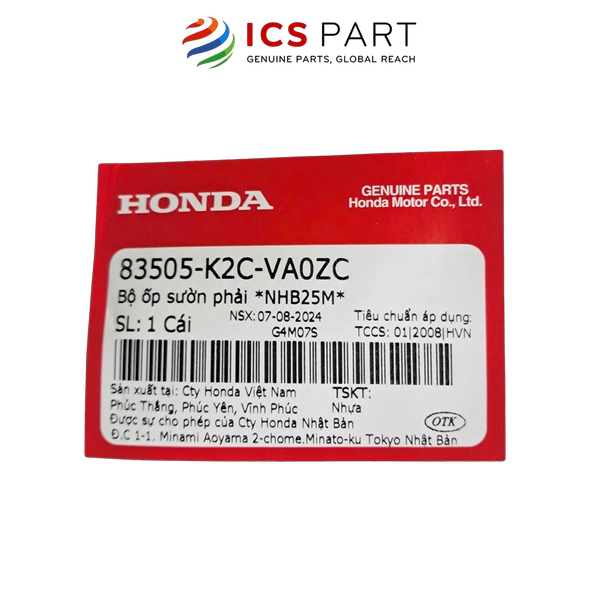 ICS PART
GENUINE PARTS, GLOBAL REACH
HONDA
GENUINE PARTS
Honda Motor Co., Ltd.
83505-K2C-VA0ZC
Bộ ốp sườn phải *NHB25M*
SL: 1 Cái
NSX: 07-08-2024
G4M07S
Tiêu chuẩn áp dụng:
TCCS: 01|2008|HVN
Sản xuất tại: Cty Honda Việt Nam
Phúc Thắng, Phúc Yên, Vĩnh Phúc
TSKT:
Nhựa
Được sự cho phép của Cty Honda Nhật Bản
Đ.C 1-1, Minami Aoyama 2-chome.Minato-ku Tokyo Nhật Bản
OTK